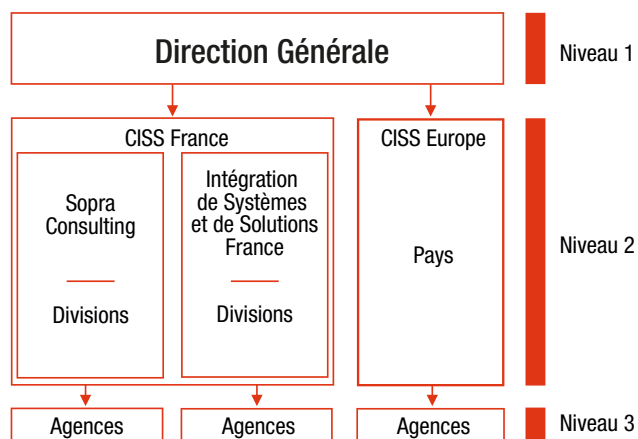 Direction Générale
Niveau 1
CISS France
CISS Europe
Sopra
Consulting
Divisions
Intégration
de Systèmes
et de Solutions
France
Divisions
Pays
Niveau 2
Agences
Agences
Agences
Niveau 3